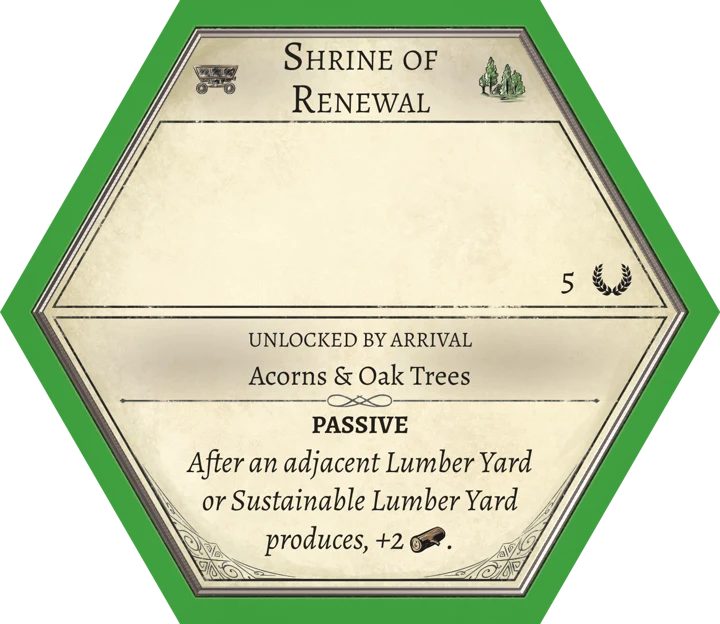 Shrine of
Renewal
5
UNLOCKED BY ARRIVAL
Acorns & Oak Trees
PASSIVE
After an adjacent Lumber Yard
or Sustainable Lumber Yard
produces, +2 .